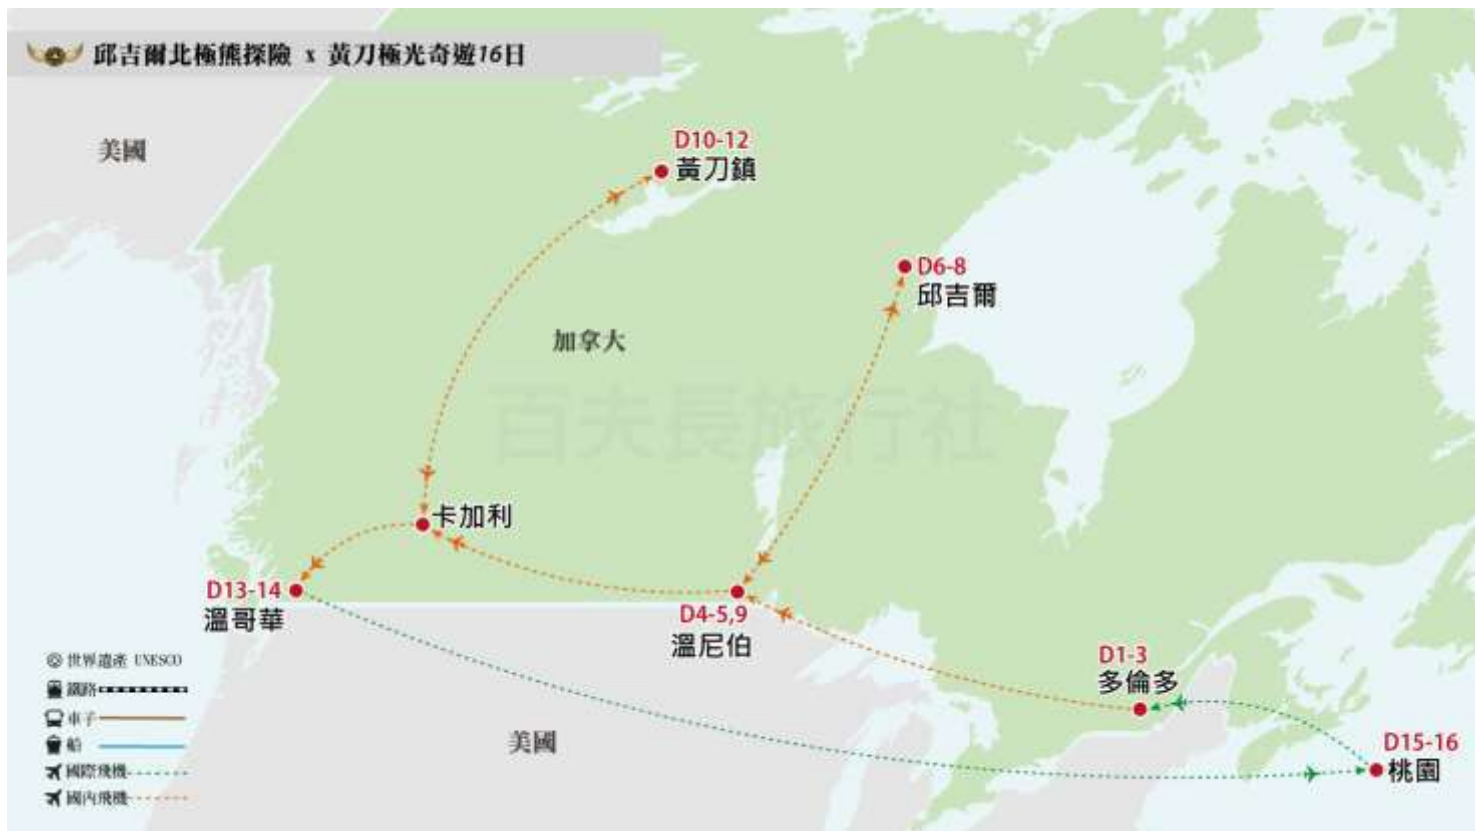 邱吉爾北極熊探險 x 黃刀極光奇遊16日
美國
D10-12
黃刀鎮
D6-8
邱吉爾
加拿大
百夫長旅行社
卡加利
D13-14
溫哥華
D4-5,9
溫尼伯
D1-3
多倫多
美國
D15-16
桃園
世界遺產 UNESCO
鐵路
車子
船
國際飛機
國內飛機